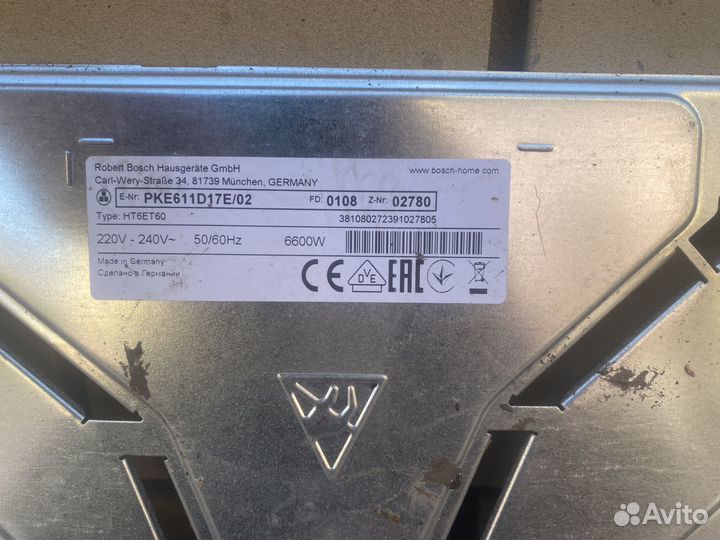 Robert Bosch Hausgeräte GmbH www.bosch-home.com
Carl-Wery-Straße 34, 81739 München, GERMANY
E-Nr: PKE611D17E/02 FD: 0108 Z-Nr: 02780
Type: HT6ET60 381080272391027805
220V - 240V~ 50/60Hz 6600W
Made in Germany
Сделано в Германии
CE DVE EAC
Avito